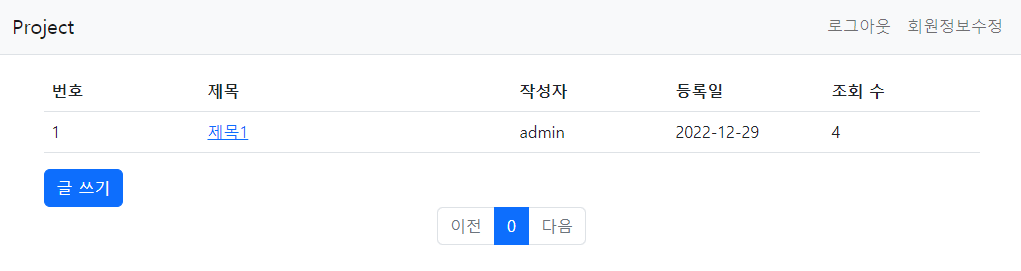 Project 로그아웃 회원정보수정
번호 제목 작성자 등록일 조회 수
1 제목1 admin 2022-12-29 4
글 쓰기
이전 0 다음